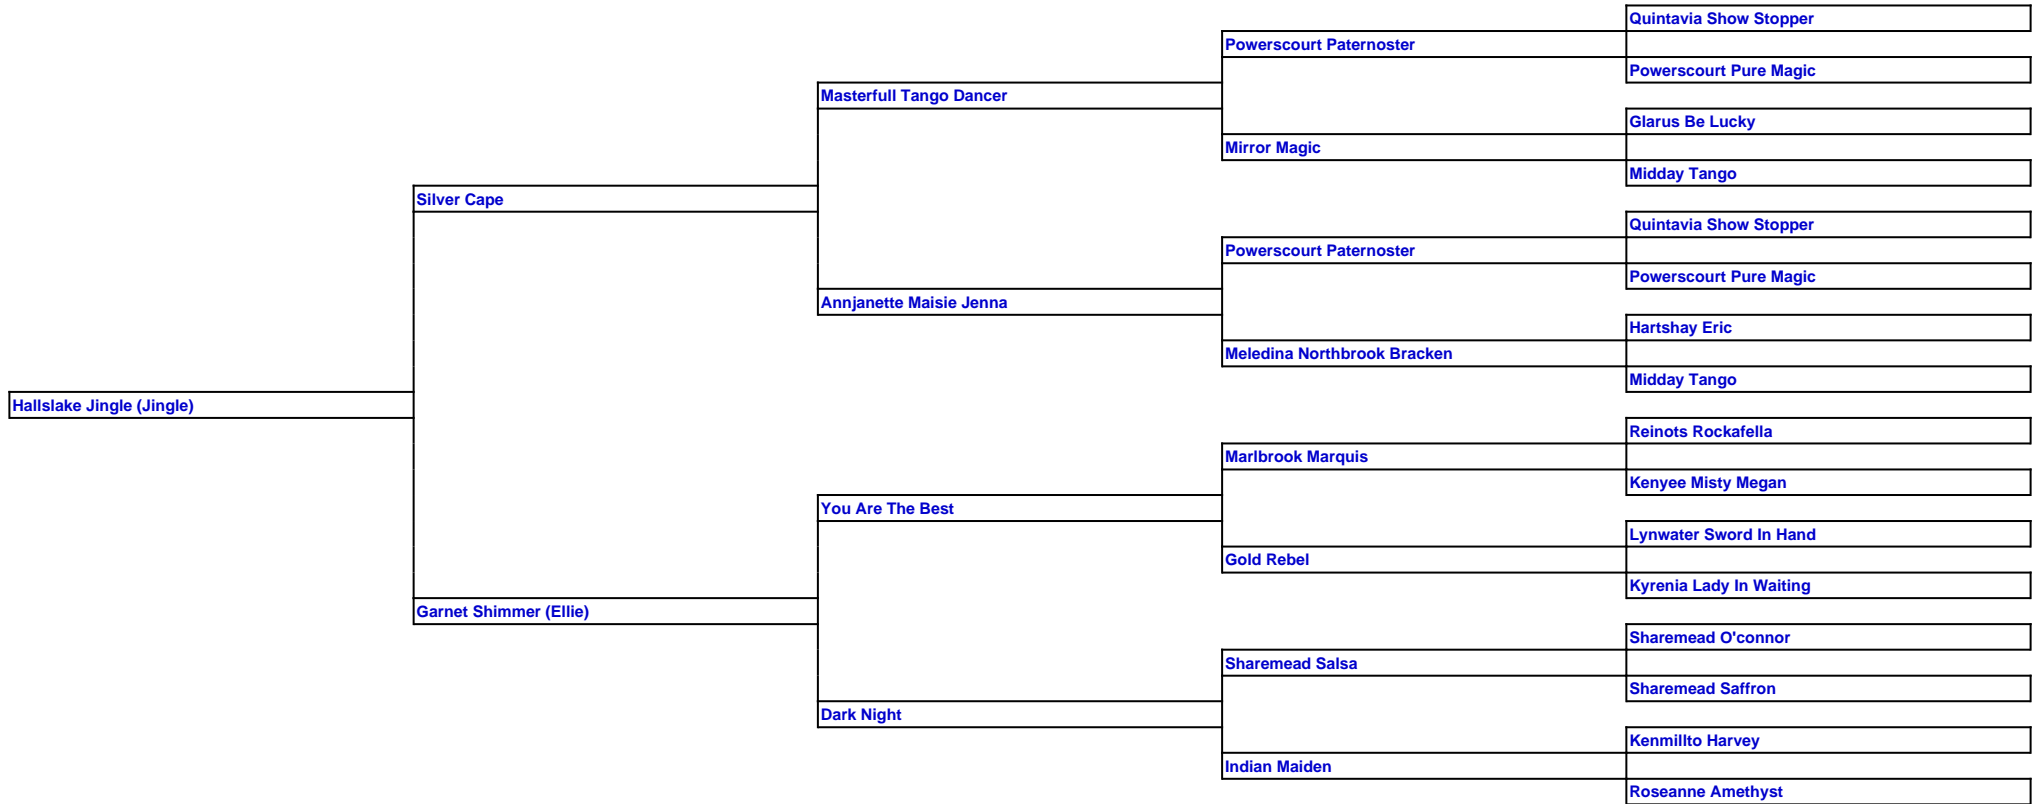 Quintavia Show Stopper
Powerscourt Paternoster
Powerscourt Pure Magic
Masterfull Tango Dancer
Glarus Be Lucky
Mirror Magic
Midday Tango
Silver Cape
Quintavia Show Stopper
Powerscourt Paternoster
Powerscourt Pure Magic
Annjanette Maisie Jenna
Hartshay Eric
Meledina Northbrook Bracken
Midday Tango
Hallslake Jingle (Jingle)
Reinots Rockafella
Marlbrook Marquis
Kenyee Misty Megan
You Are The Best
Lynwater Sword In Hand
Gold Rebel
Kyrenia Lady In Waiting
Garnet Shimmer (Ellie)
Sharemead O'connor
Sharemead Salsa
Sharemead Saffron
Dark Night
Kenmillto Harvey
Indian Maiden
Roseanne Amethyst